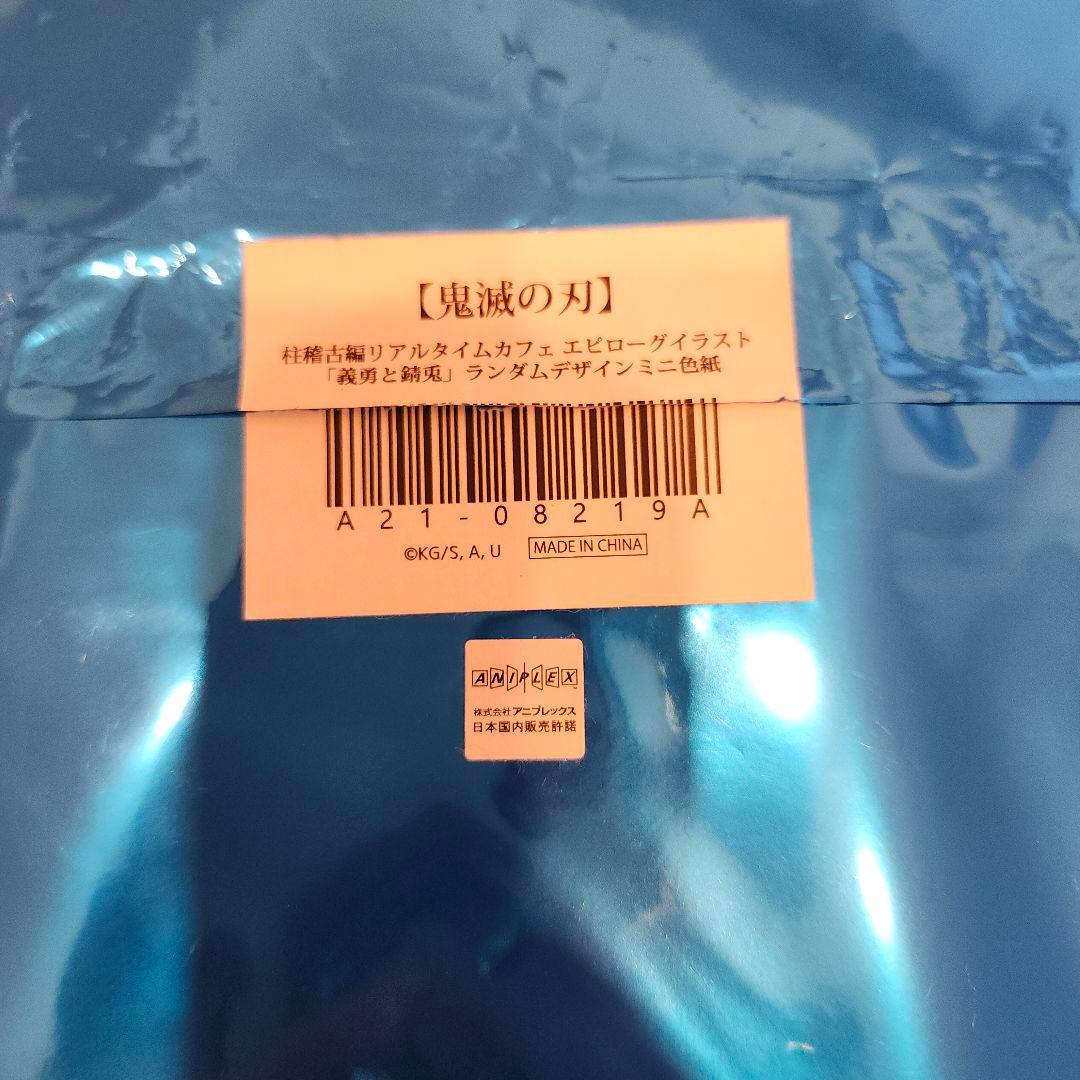 【鬼滅の刃】
柱稽古編リアルタイムカフェ エピローグイラスト
「義勇と錆兎」ランダムデザインミニ色紙
A21-08219A
©KG/S, A, U
MADE IN CHINA
ANIPLEX
株式会社アニプレックス
日本国内販売許諾